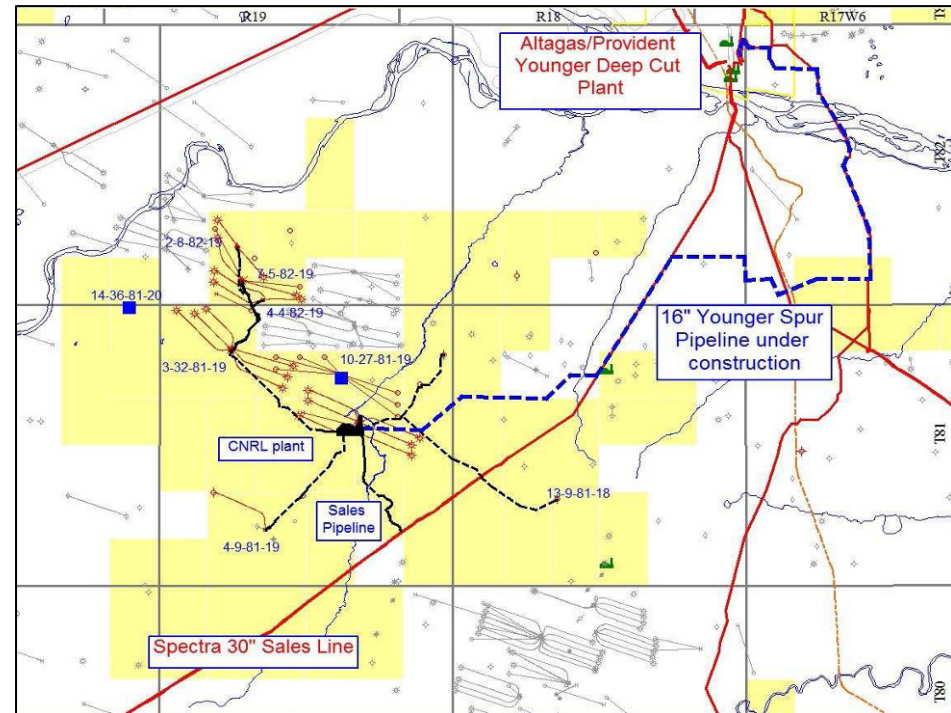 R19
R18
R17W6
Altagas/Provident
Younger Deep Cut
Plant
T82
2-8-82-19
7-5-82-19
14-36-81-20
4-4-82-19
16" Younger Spur
Pipeline under
construction
3-32-81-19
10-27-81-19
T81
CNRL plant
Sales
Pipeline
13-9-81-18
4-9-81-19
Spectra 30" Sales Line
T80